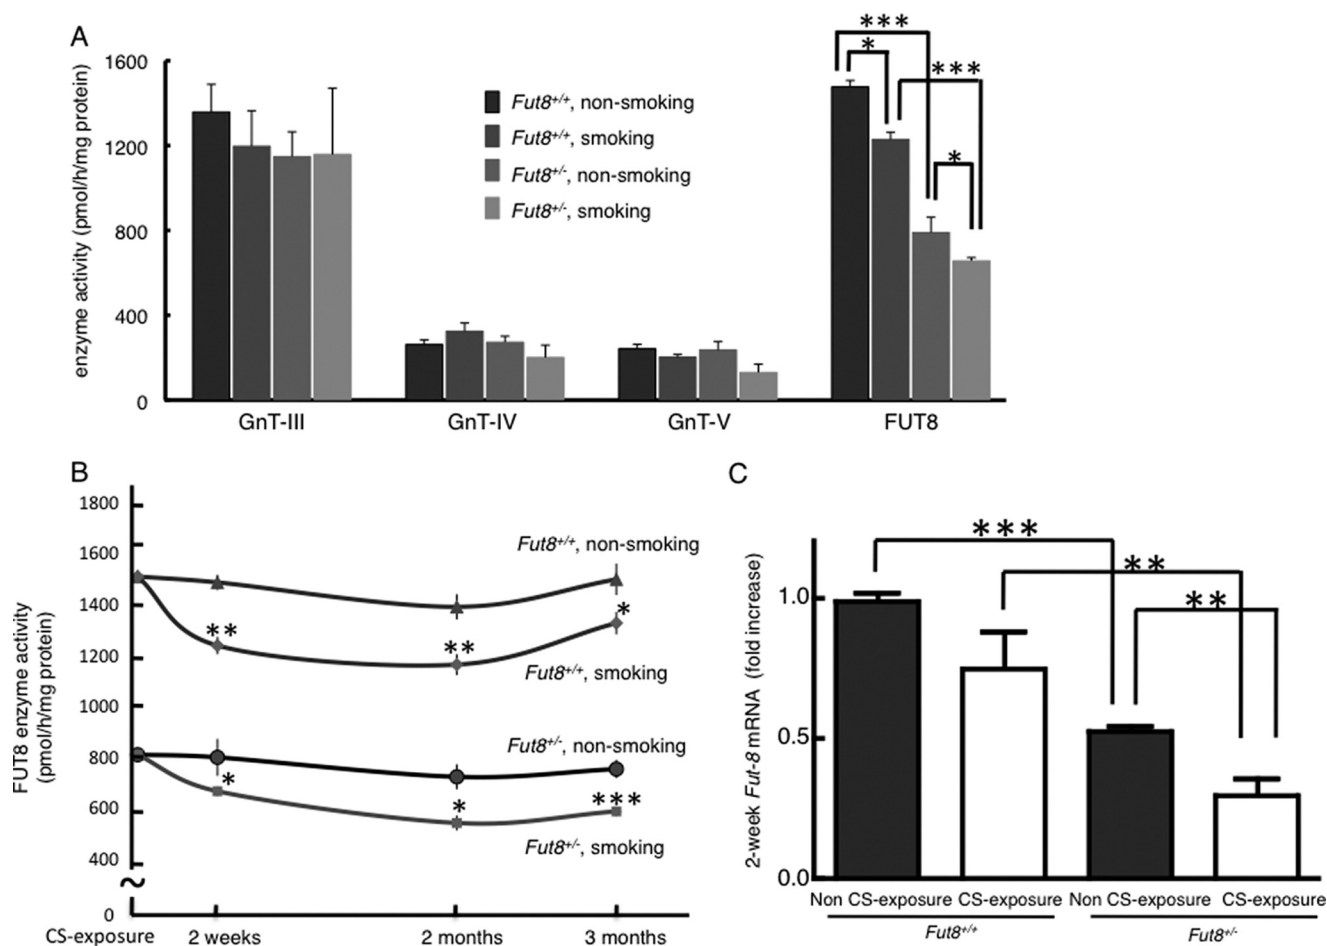 A
enzyme activity (pmol/h/mg protein)
1600
1200
800
400
0
Fut8+/+, non-smoking
Fut8+/+, smoking
Fut8+/-, non-smoking
Fut8+/-, smoking
***
*
***
*
GnT-III GnT-IV GnT-V FUT8
B
FUT8 enzyme activity
(pmol/h/mg protein)
1800
1600
1400
1200
1000
800
600
400
0
Fut8+/+, non-smoking
**
**
*
Fut8+/+, smoking
Fut8+/-, non-smoking
*
*
***
Fut8+/-, smoking
CS-exposure 2 weeks 2 months 3 months
C
2-week Fut-8 mRNA (fold increase)
1.0
0.5
0.0
***
**
**
Non CS-exposure CS-exposure Non CS-exposure CS-exposure
Fut8+/+ Fut8+/-